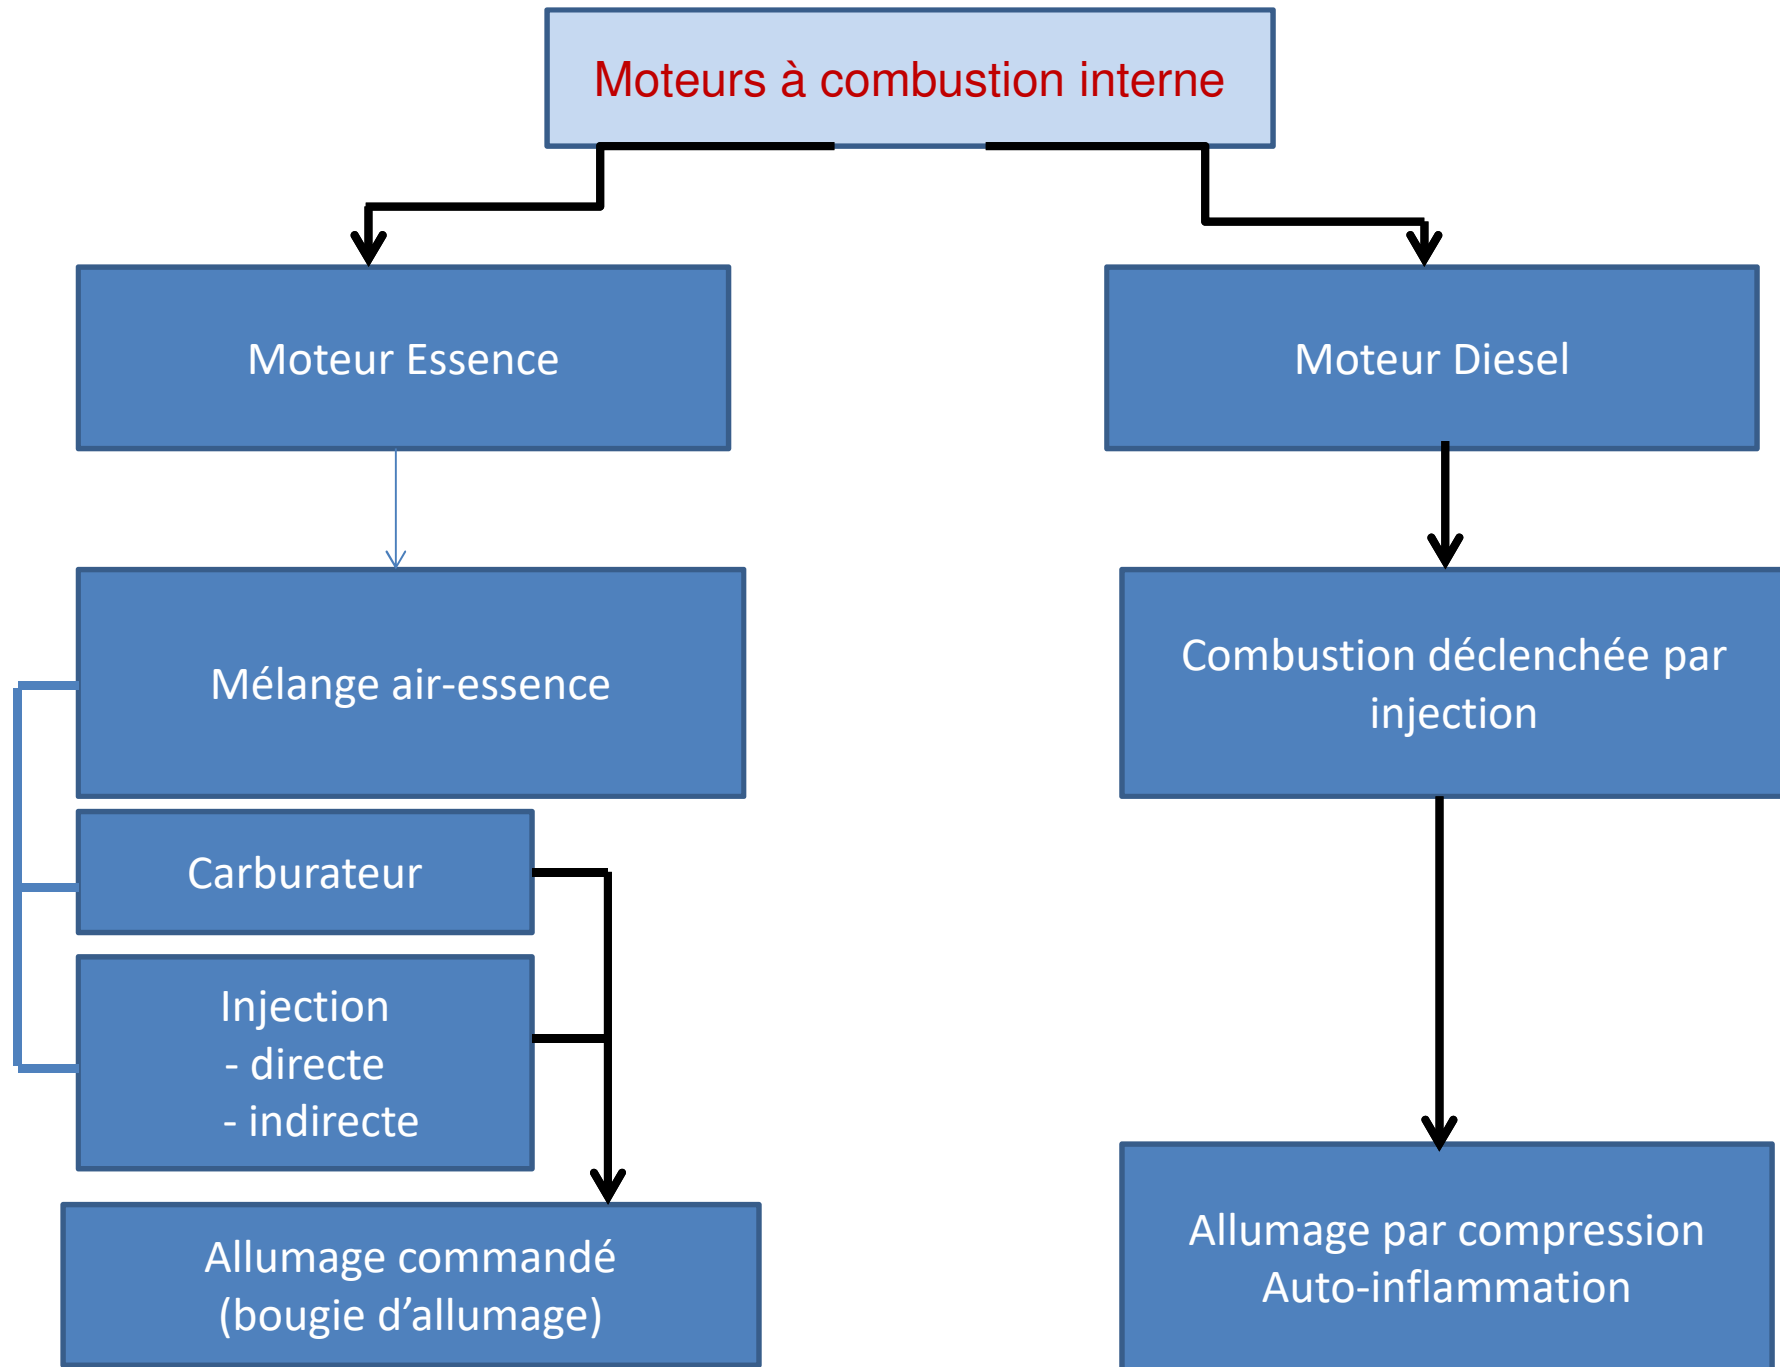 Moteurs à combustion interne
Moteur Essence
Moteur Diesel
Mélange air-essence
Combustion déclenchée par
injection
Carburateur
Injection
- directe
- indirecte
Allumage commandé
(bougie d’allumage)
Allumage par compression
Auto-inflammation